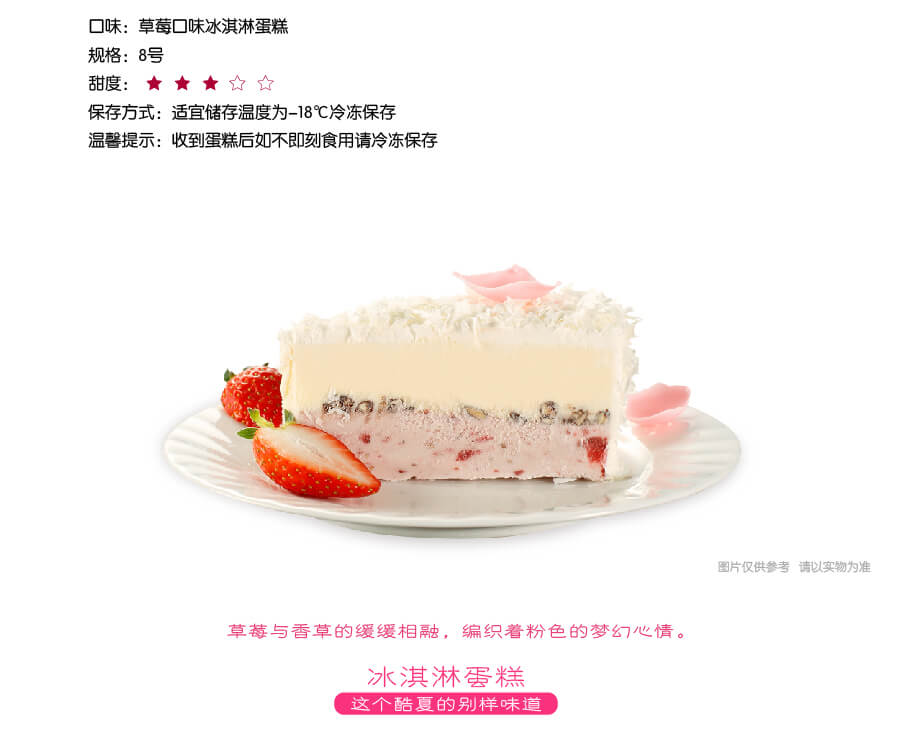 口味：草莓口味冰淇淋蛋糕
规格：8号
甜度：★ ★ ★ ☆ ☆
保存方式：适宜储存温度为-18℃冷冻保存
温馨提示：收到蛋糕后如不即刻食用请冷冻保存
图片仅供参考 请以实物为准
草莓与香草的缓缓相融，编织着粉色的梦幻心情。
冰淇淋蛋糕
这个酷夏的别样味道